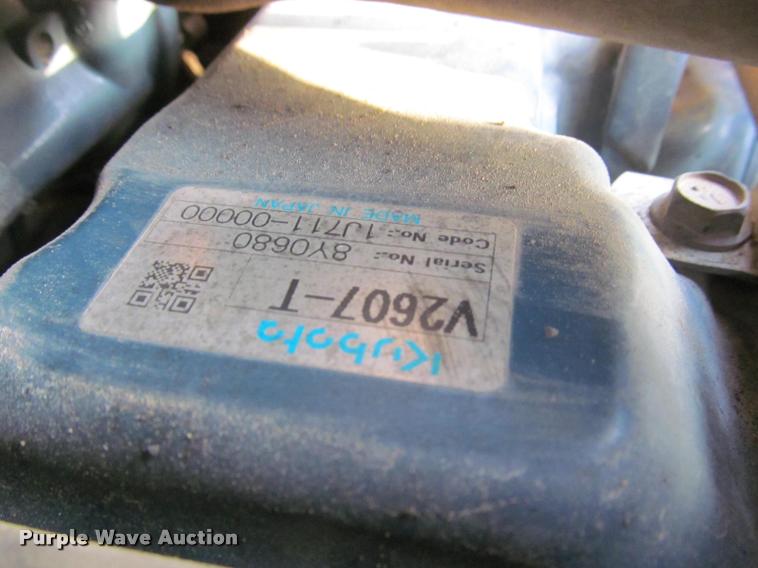 Kubota
V2607-T
Serial No.: 8Y0680
Code No.: 1J711-00000
MADE IN JAPAN
Purple Wave Auction